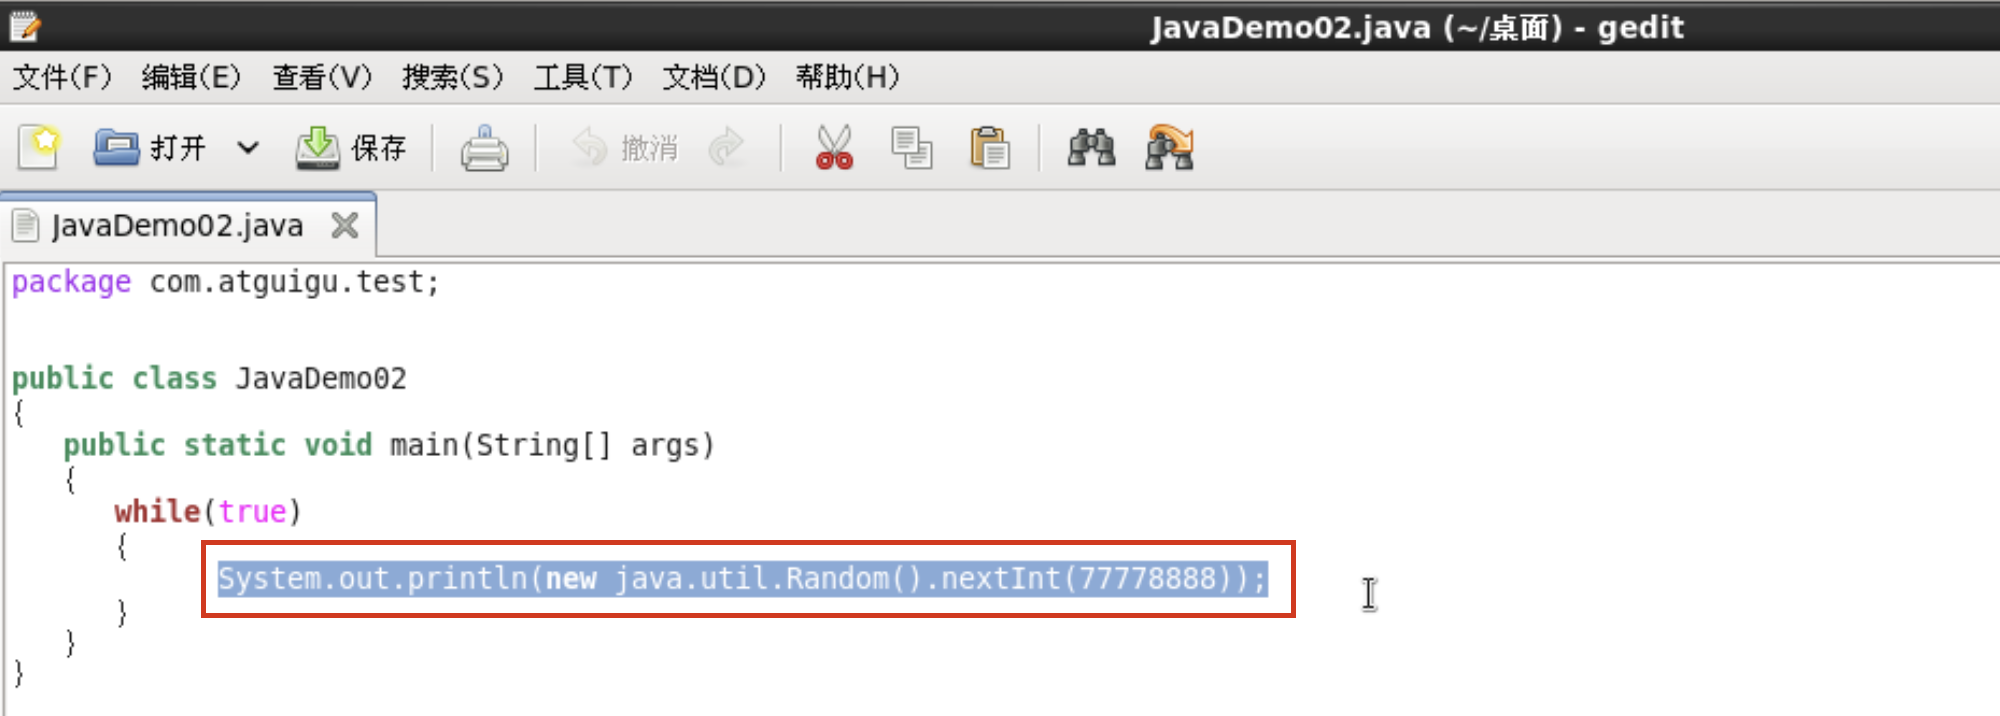 JavaDemo02.java (~/桌面) - gedit
文件(F) 编辑(E) 查看(V) 搜索(S) 工具(T) 文档(D) 帮助(H)
打开 保存 撤消
JavaDemo02.java
package com.atguigu.test;
public class JavaDemo02
{
public static void main(String[] args)
{
while(true)
{
System.out.println(new java.util.Random().nextInt(77778888));
}
}
}